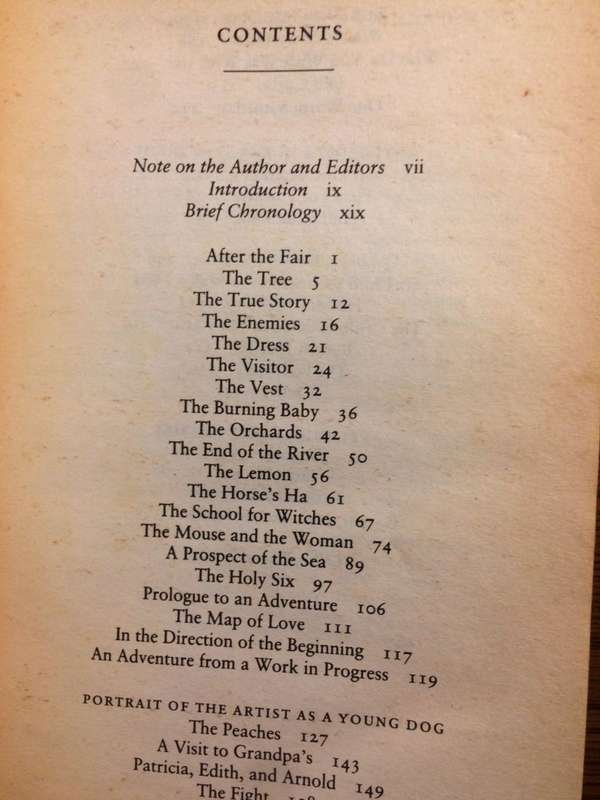 CONTENTS
Note on the Author and Editors vii
Introduction ix
Brief Chronology xix
After the Fair 1
The Tree 5
The True Story 12
The Enemies 16
The Dress 21
The Visitor 24
The Vest 32
The Burning Baby 36
The Orchards 42
The End of the River 50
The Lemon 56
The Horse's Ha 61
The School for Witches 67
The Mouse and the Woman 74
A Prospect of the Sea 89
The Holy Six 97
Prologue to an Adventure 106
The Map of Love 111
In the Direction of the Beginning 117
An Adventure from a Work in Progress 119
PORTRAIT OF THE ARTIST AS A YOUNG DOG
The Peaches 127
A Visit to Grandpa's 143
Patricia, Edith, and Arnold 149
The Fight